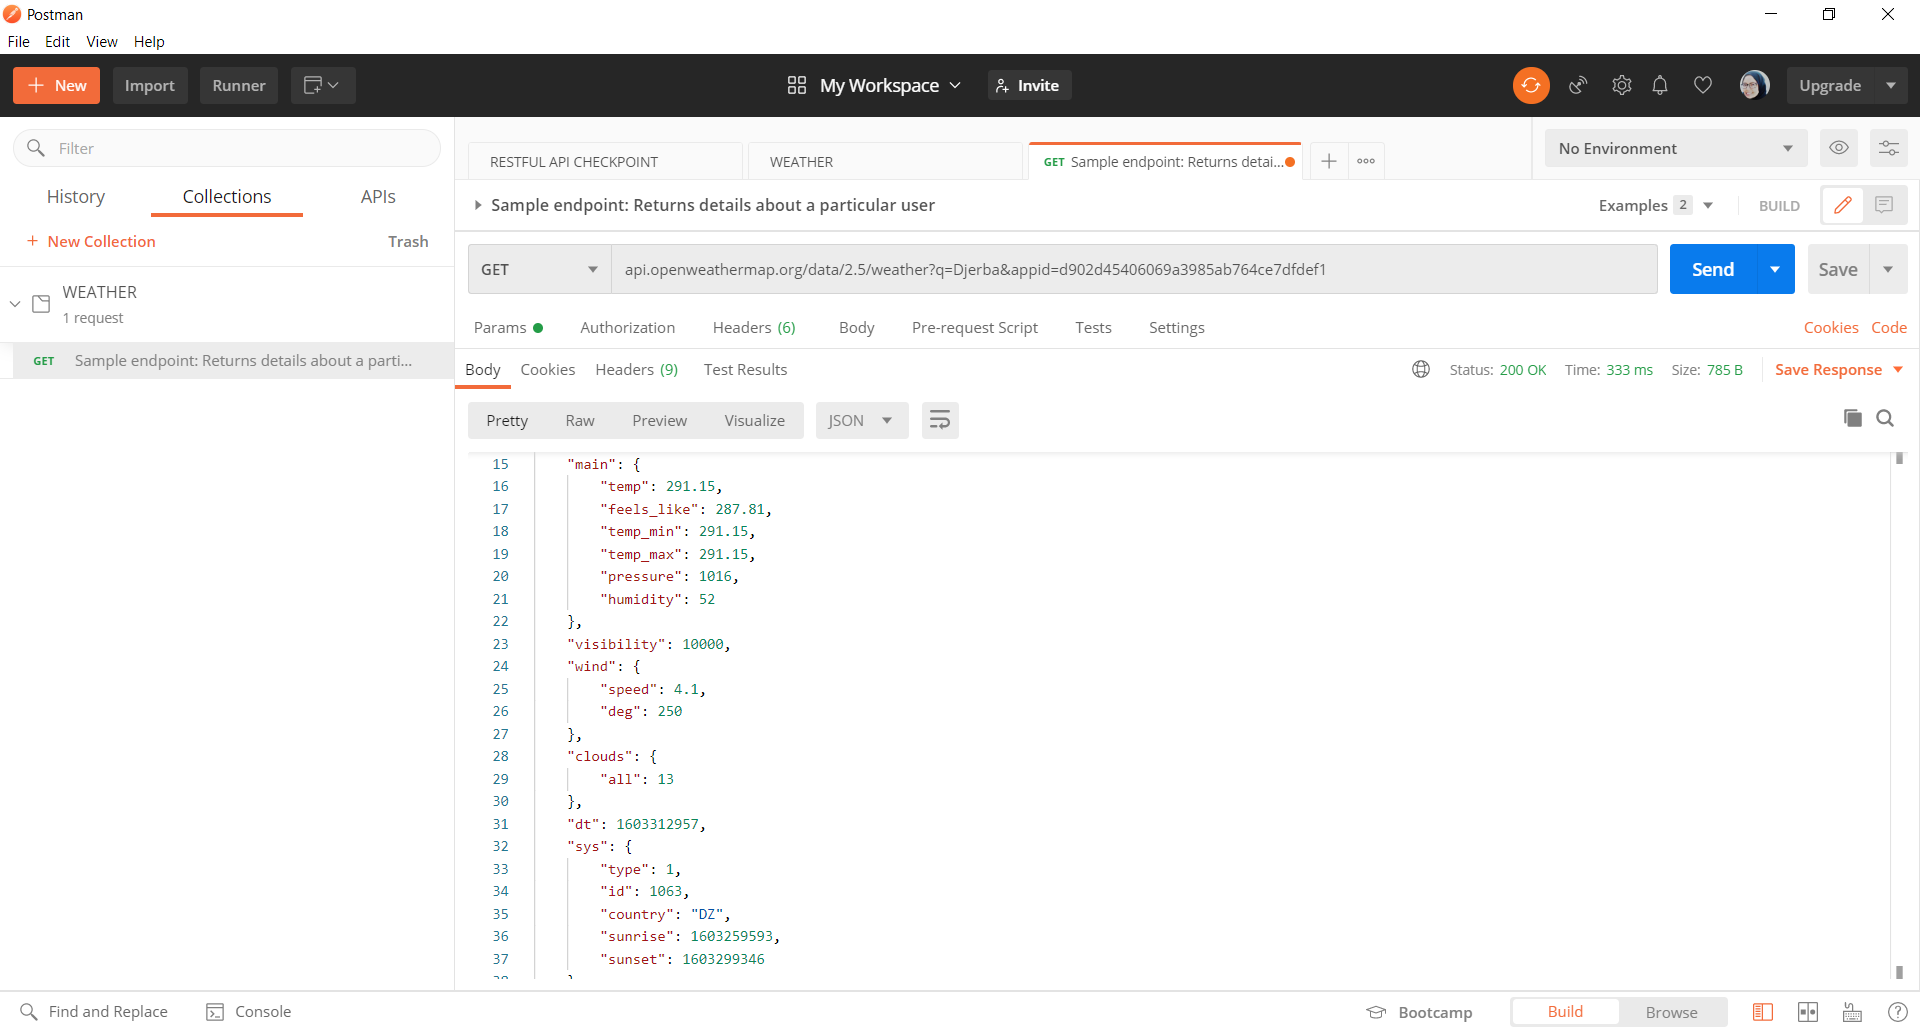 Postman
File Edit View Help
+ New Import Runner My Workspace Invite Upgrade
Filter
History Collections APIs
+ New Collection Trash
WEATHER
1 request
GET Sample endpoint: Returns details about a parti...
RESTFUL API CHECKPOINT WEATHER GET Sample endpoint: Returns detai... + ooo No Environment
Sample endpoint: Returns details about a particular user Examples 2 BUILD
GET api.openweathermap.org/data/2.5/weather?q=Djerba&appid=d902d45406069a3985ab764ce7dfdef1 Send Save
Params Authorization Headers (6) Body Pre-request Script Tests Settings Cookies Code
Body Cookies Headers (9) Test Results Status: 200 OK Time: 333 ms Size: 785 B Save Response
Pretty Raw Preview Visualize JSON
15 "main": {
16 "temp": 291.15,
17 "feels_like": 287.81,
18 "temp_min": 291.15,
19 "temp_max": 291.15,
20 "pressure": 1016,
21 "humidity": 52
22 },
23 "visibility": 10000,
24 "wind": {
25 "speed": 4.1,
26 "deg": 250
27 },
28 "clouds": {
29 "all": 13
30 },
31 "dt": 1603312957,
32 "sys": {
33 "type": 1,
34 "id": 1063,
35 "country": "DZ",
36 "sunrise": 1603259593,
37 "sunset": 1603299346
Find and Replace Console Bootcamp Build Browse